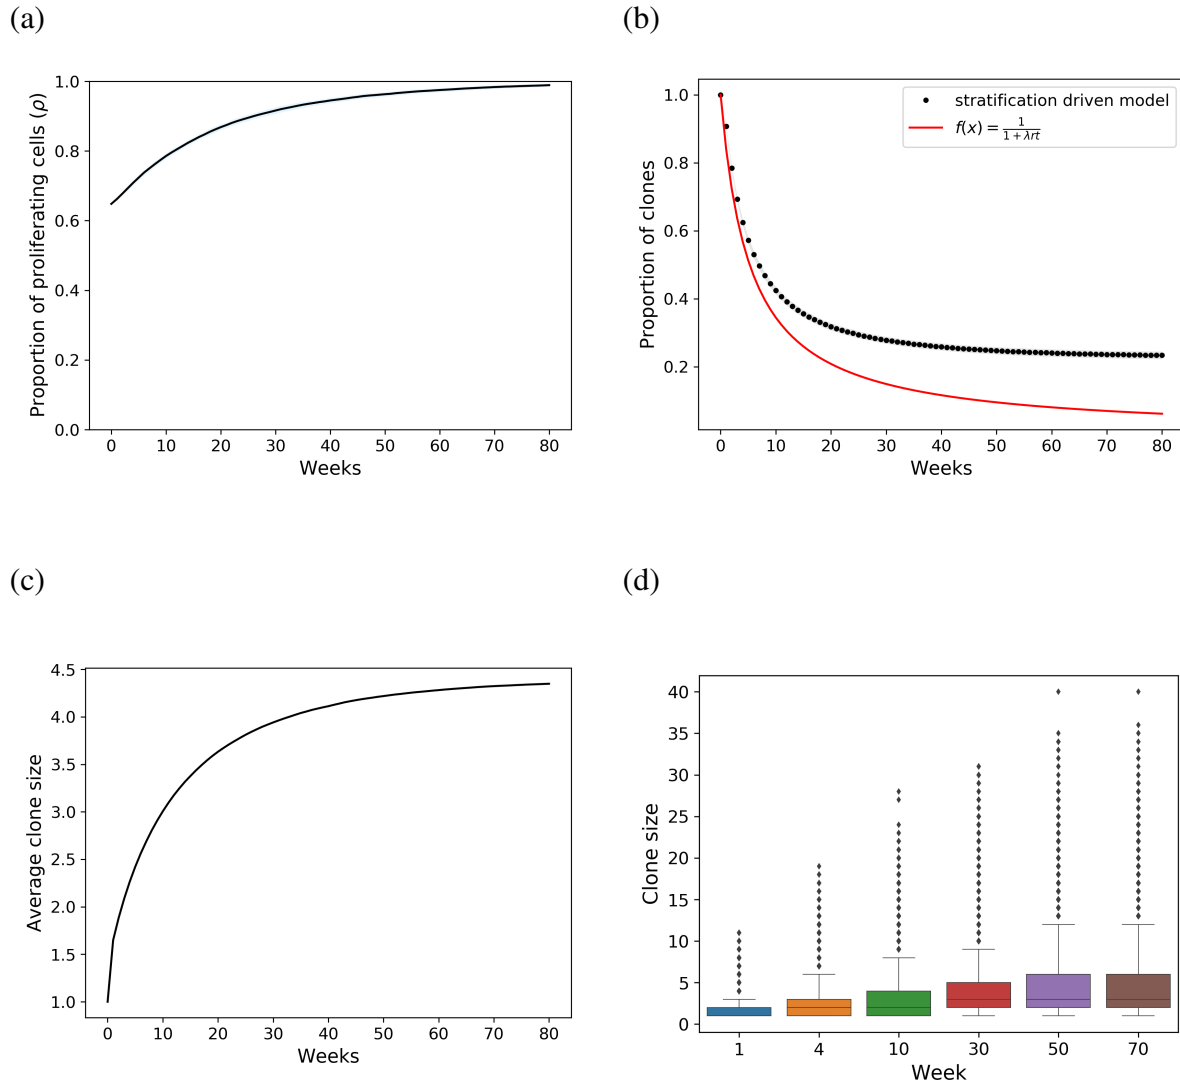 (a)
(b)
1.0
0.8
0.6
0.4
0.2
0.0
Proportion of proliferating cells (ρ)
0 10 20 30 40 50 60 70 80
Weeks
1.0
0.8
0.6
0.4
0.2
Proportion of clones
stratification driven model
f(x) = 1/(1 + λrt)
0 10 20 30 40 50 60 70 80
Weeks
(c)
(d)
4.5
4.0
3.5
3.0
2.5
2.0
1.5
1.0
Average clone size
0 10 20 30 40 50 60 70 80
Weeks
40
35
30
25
20
15
10
5
0
Clone size
1 4 10 30 50 70
Week